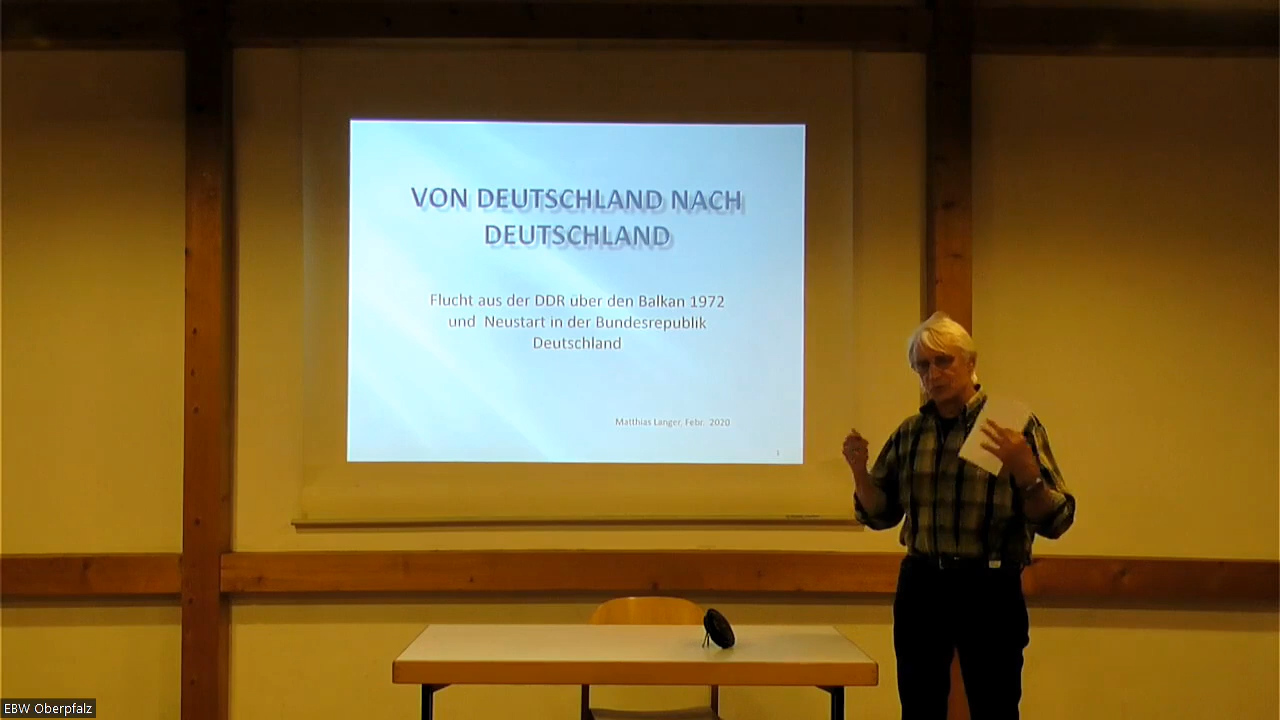 VON DEUTSCHLAND NACH
DEUTSCHLAND
Flucht aus der DDR über den Balkan 1972
und Neustart in der Bundesrepublik
Deutschland
Matthias Langer, Febr. 2020
1
EBW Oberpfalz